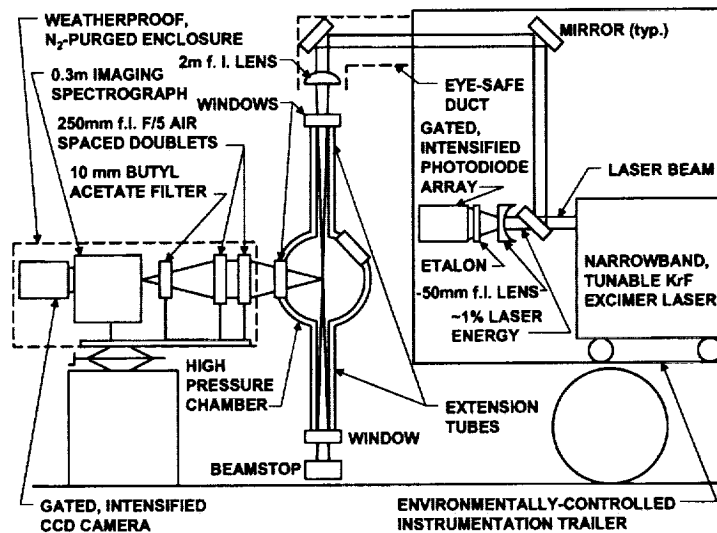 WEATHERPROOF,
N2-PURGED ENCLOSURE
0.3m IMAGING
SPECTROGRAPH
250mm f.l. F/5 AIR
SPACED DOUBLETS
10 mm BUTYL
ACETATE FILTER
2m f. l. LENS
WINDOWS
MIRROR (typ.)
EYE-SAFE
DUCT
GATED,
INTENSIFIED
PHOTODIODE
ARRAY
LASER BEAM
ETALON
-50mm f.l. LENS
~1% LASER
ENERGY
NARROWBAND,
TUNABLE KrF
EXCIMER LASER
HIGH
PRESSURE
CHAMBER
EXTENSION
TUBES
WINDOW
BEAMSTOP
GATED, INTENSIFIED
CCD CAMERA
ENVIRONMENTALLY-CONTROLLED
INSTRUMENTATION TRAILER